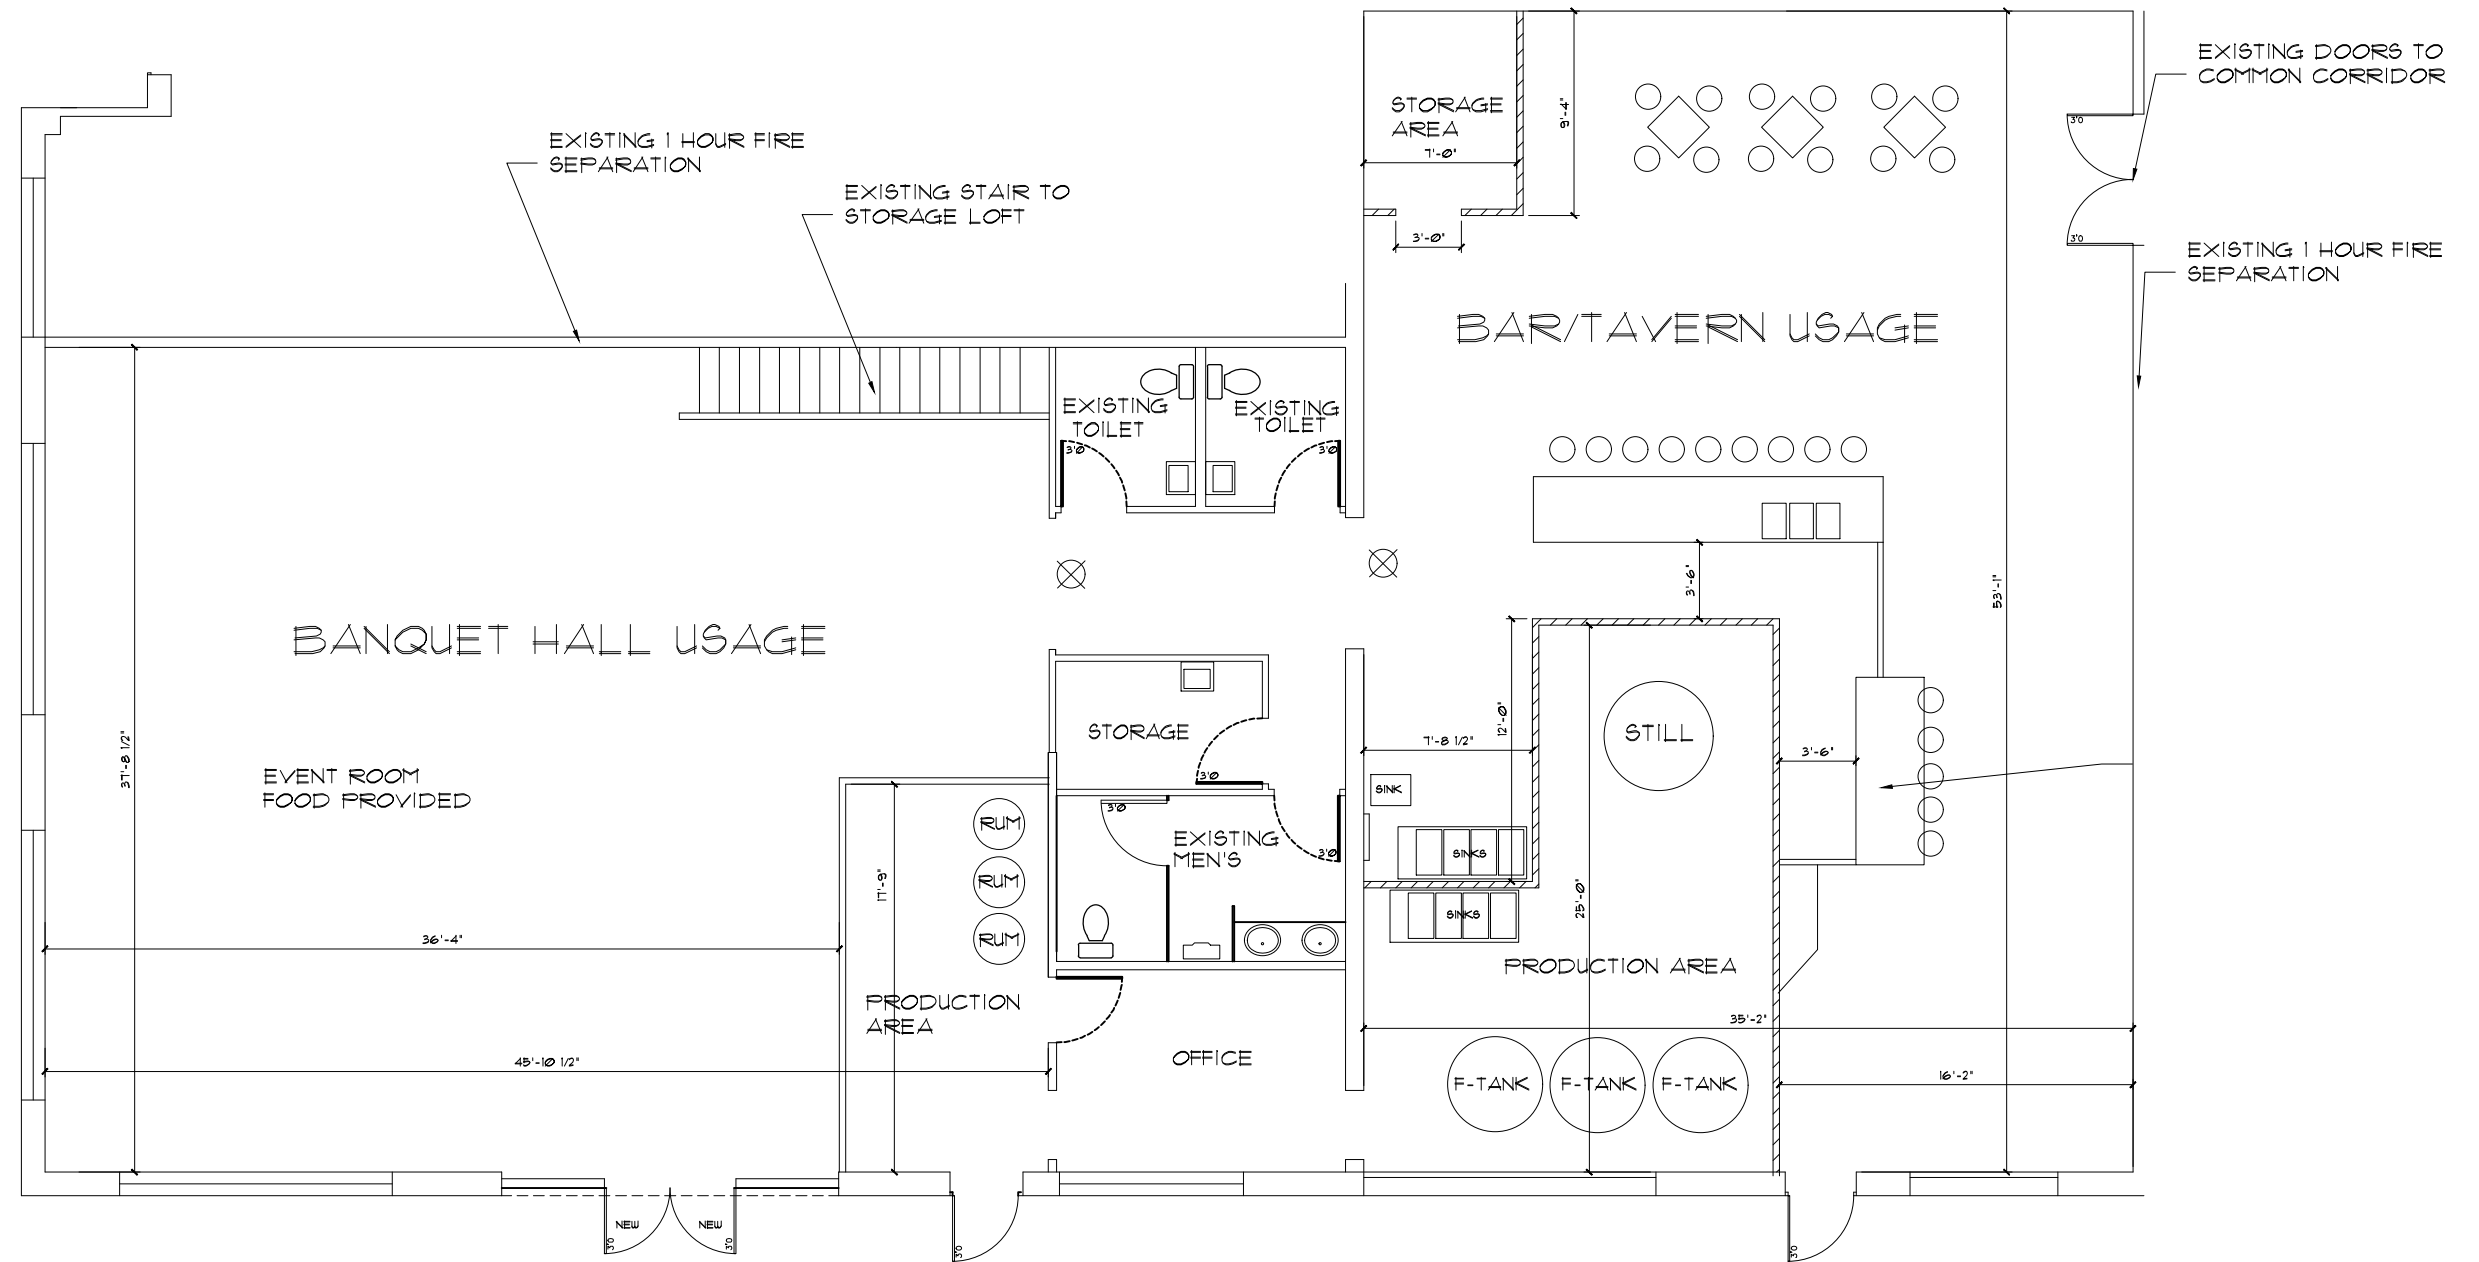 EXISTING DOORS TO
COMMON CORRIDOR
STORAGE
AREA
7'-0"
9'-4"
3'-0"
3'0
3'0
EXISTING 1 HOUR FIRE
SEPARATION
EXISTING STAIR TO
STORAGE LOFT
EXISTING 1 HOUR FIRE
SEPARATION
BAR/TAVERN USAGE
EXISTING
TOILET
3'0
EXISTING
TOILET
3'0
3'-6"
53'-1"
BANQUET HALL USAGE
EVENT ROOM
FOOD PROVIDED
37'-8 1/2"
STORAGE
3'0
7'-8 1/2"
12'-0"
STILL
3'-6"
SINK
SINKS
SINKS
3'0
EXISTING
MEN'S
3'0
RUM
RUM
RUM
17'-9"
25'-0"
36'-4"
PRODUCTION
AREA
PRODUCTION AREA
35'-2"
45'-10 1/2"
OFFICE
F-TANK
F-TANK
F-TANK
16'-2"
NEW
NEW
3'0
3'0
3'0
3'0